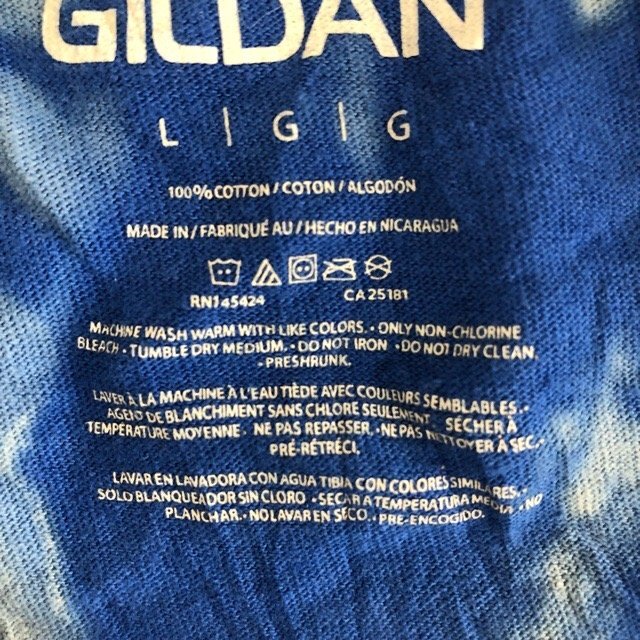 GILDAN
L | G | G
100% COTTON / COTON / ALGODÓN
MADE IN / FABRIQUÉ AU / HECHO EN NICARAGUA
RN145424 CA 25181
MACHINE WASH WARM WITH LIKE COLORS. • ONLY NON-CHLORINE
BLEACH • TUMBLE DRY MEDIUM. • DO NOT IRON • DO NOT DRY CLEAN.
• PRESHRUNK.
LAVER À LA MACHINE À L'EAU TIÈDE AVEC COULEURS SEMBLABLES. •
AGENT DE BLANCHIMENT SANS CHLORE SEULEMENT. SÉCHER À
TEMPÉRATURE MOYENNE • NE PAS REPASSER. • NE PAS NETTOYER À SEC. •
PRÉ-RÉTRÉCI.
LAVAR EN LAVADORA CON AGUA TIBIA CON COLORES SIMILARES. •
SOLO BLANQUEADOR SIN CLORO • SECAR A TEMPERATURA MEDIA • NO
PLANCHAR. • NO LAVAR EN SECO. • PRE-ENCOGIDO.